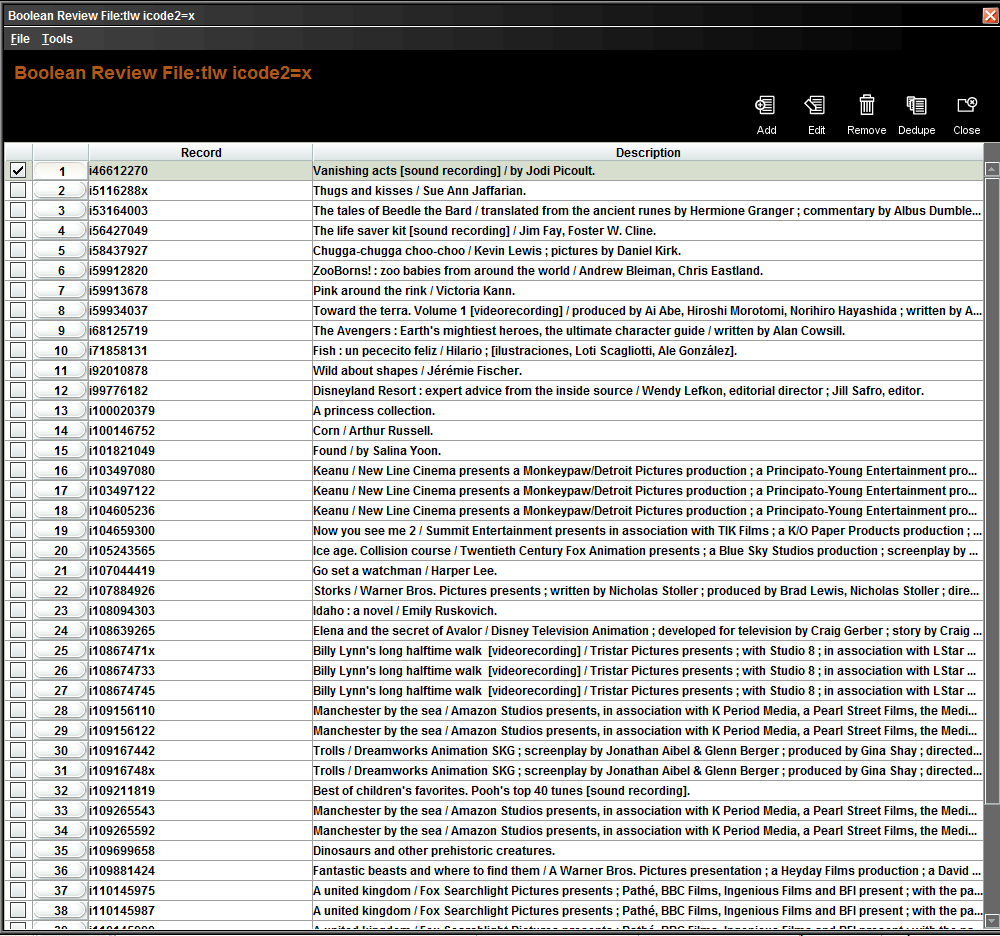 Boolean Review File:tlw icode2=x
File Tools
Boolean Review File:tlw icode2=x
Add Edit Remove Dedupe Close
Record Description
1 i46612270 Vanishing acts [sound recording] / by Jodi Picoult.
2 i5116288x Thugs and kisses / Sue Ann Jaffarian.
3 i53164003 The tales of Beedle the Bard / translated from the ancient runes by Hermione Granger ; commentary by Albus Dumble...
4 i56427049 The life saver kit [sound recording] / Jim Fay, Foster W. Cline.
5 i58437927 Chugga-chugga choo-choo / Kevin Lewis ; pictures by Daniel Kirk.
6 i59912820 ZooBorns! : zoo babies from around the world / Andrew Bleiman, Chris Eastland.
7 i59913678 Pink around the rink / Victoria Kann.
8 i59934037 Toward the terra. Volume 1 [videorecording] / produced by Ai Abe, Hiroshi Morotomi, Norihiro Hayashida ; written by A...
9 i68125719 The Avengers : Earth's mightiest heroes, the ultimate character guide / written by Alan Cowsill.
10 i71858131 Fish : un pececito feliz / Hilario ; [ilustraciones, Loti Scagliotti, Ale González].
11 i92010878 Wild about shapes / Jérémie Fischer.
12 i99776182 Disneyland Resort : expert advice from the inside source / Wendy Lefkon, editorial director ; Jill Safro, editor.
13 i100020379 A princess collection.
14 i100146752 Corn / Arthur Russell.
15 i101821049 Found / by Salina Yoon.
16 i103497080 Keanu / New Line Cinema presents a Monkeypaw/Detroit Pictures production ; a Principato-Young Entertainment pro...
17 i103497122 Keanu / New Line Cinema presents a Monkeypaw/Detroit Pictures production ; a Principato-Young Entertainment pro...
18 i104605236 Keanu / New Line Cinema presents a Monkeypaw/Detroit Pictures production ; a Principato-Young Entertainment pro...
19 i104659300 Now you see me 2 / Summit Entertainment presents in association with TIK Films ; a K/O Paper Products production ; ...
20 i105243565 Ice age. Collision course / Twentieth Century Fox Animation presents ; a Blue Sky Studios production ; screenplay by ...
21 i107044419 Go set a watchman / Harper Lee.
22 i107884926 Storks / Warner Bros. Pictures presents ; written by Nicholas Stoller ; produced by Brad Lewis, Nicholas Stoller ; dire...
23 i108094303 Idaho : a novel / Emily Ruskovich.
24 i108639265 Elena and the secret of Avalor / Disney Television Animation ; developed for television by Craig Gerber ; story by Craig ...
25 i10867471x Billy Lynn's long halftime walk [videorecording] / Tristar Pictures presents ; with Studio 8 ; in association with LStar ...
26 i108674733 Billy Lynn's long halftime walk [videorecording] / Tristar Pictures presents ; with Studio 8 ; in association with LStar ...
27 i108674745 Billy Lynn's long halftime walk [videorecording] / Tristar Pictures presents ; with Studio 8 ; in association with LStar ...
28 i109156110 Manchester by the sea / Amazon Studios presents, in association with K Period Media, a Pearl Street Films, the Medi...
29 i109156122 Manchester by the sea / Amazon Studios presents, in association with K Period Media, a Pearl Street Films, the Medi...
30 i109167442 Trolls / Dreamworks Animation SKG ; screenplay by Jonathan Aibel & Glenn Berger ; produced by Gina Shay ; directed...
31 i10916748x Trolls / Dreamworks Animation SKG ; screenplay by Jonathan Aibel & Glenn Berger ; produced by Gina Shay ; directed...
32 i109211819 Best of children's favorites. Pooh's top 40 tunes [sound recording].
33 i109265543 Manchester by the sea / Amazon Studios presents, in association with K Period Media, a Pearl Street Films, the Medi...
34 i109265592 Manchester by the sea / Amazon Studios presents, in association with K Period Media, a Pearl Street Films, the Medi...
35 i109699658 Dinosaurs and other prehistoric creatures.
36 i109881424 Fantastic beasts and where to find them / A Warner Bros. Pictures presentation ; a Heyday Films production ; a David ...
37 i110145975 A united kingdom / Fox Searchlight Pictures presents ; Pathé, BBC Films, Ingenious Films and BFI present ; with the pa...
38 i110145987 A united kingdom / Fox Searchlight Pictures presents ; Pathé, BBC Films, Ingenious Films and BFI present ; with the pa...